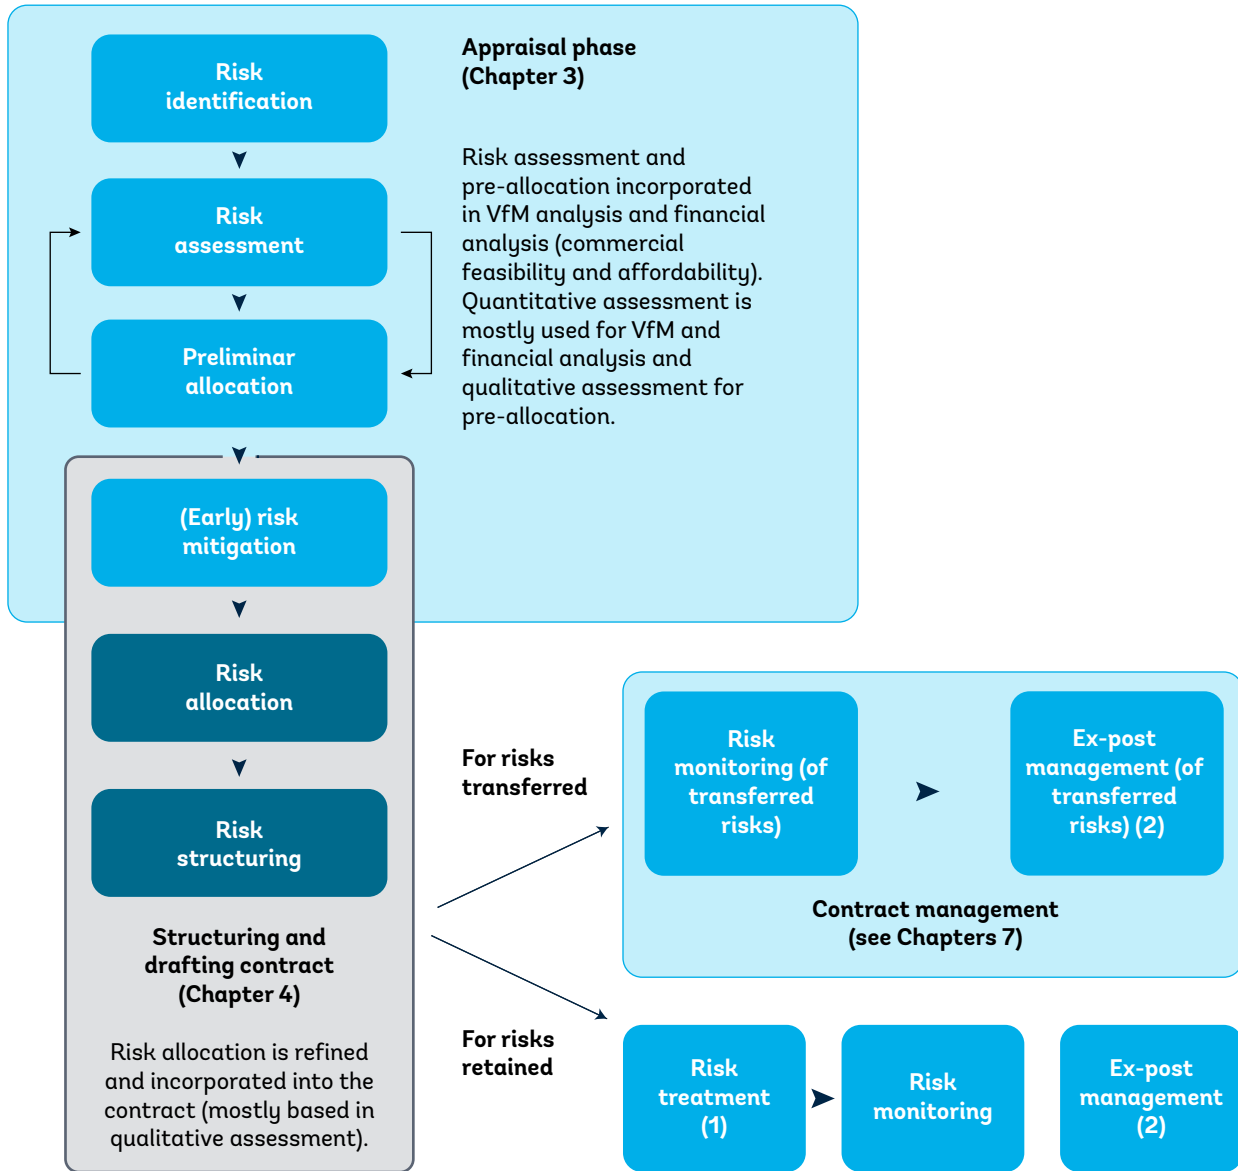 Risk
identification
Appraisal phase
(Chapter 3)
Risk
assessment
Preliminar
allocation
Risk assessment and
pre-allocation incorporated
in VfM analysis and financial
analysis (commercial
feasibility and affordability).
Quantitative assessment is
mostly used for VfM and
financial analysis and
qualitative assessment for
pre-allocation.
(Early) risk
mitigation
Risk
allocation
Risk
structuring
Structuring and
drafting contract
(Chapter 4)
Risk allocation is refined
and incorporated into the
contract (mostly based in
qualitative assessment).
For risks
transferred
Risk
monitoring (of
transferred
risks)
Ex-post
management (of
transferred
risks) (2)
Contract management
(see Chapters 7)
For risks
retained
Risk
treatment
(1)
Risk
monitoring
Ex-post
management
(2)